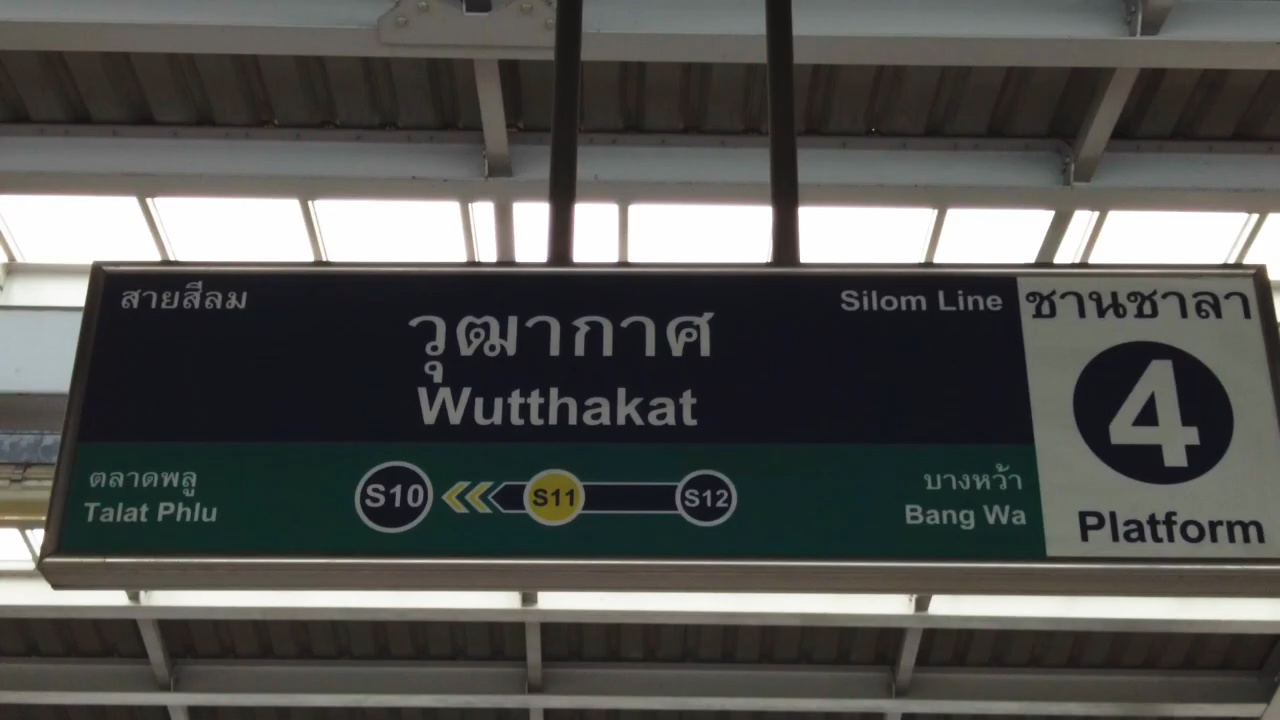 สายสีลม
Silom Line
วุฒากาศ
Wutthakat
ตลาดพลู
Talat Phlu
S10
S11
S12
บางหว้า
Bang Wa
ชานชาลา
4
Platform